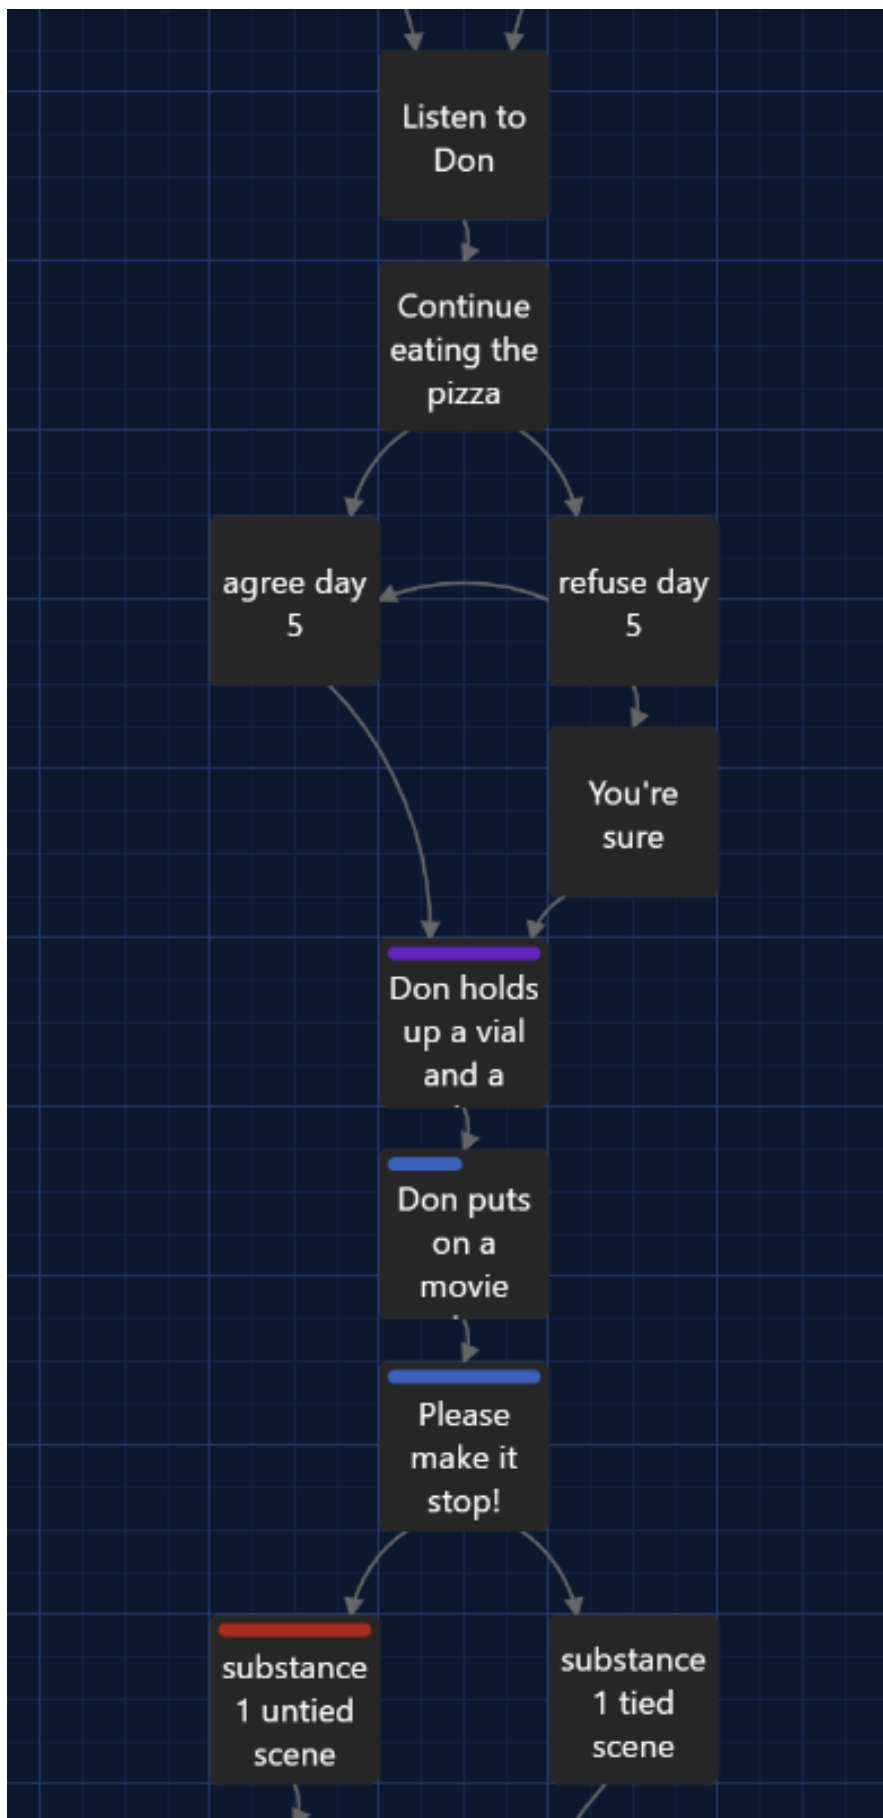 Listen to
Don
Continue
eating the
pizza
agree day
5
refuse day
5
You're
sure
Don holds
up a vial
and a
Don puts
on a
movie
Please
make it
stop!
substance
1 untied
scene
substance
1 tied
scene